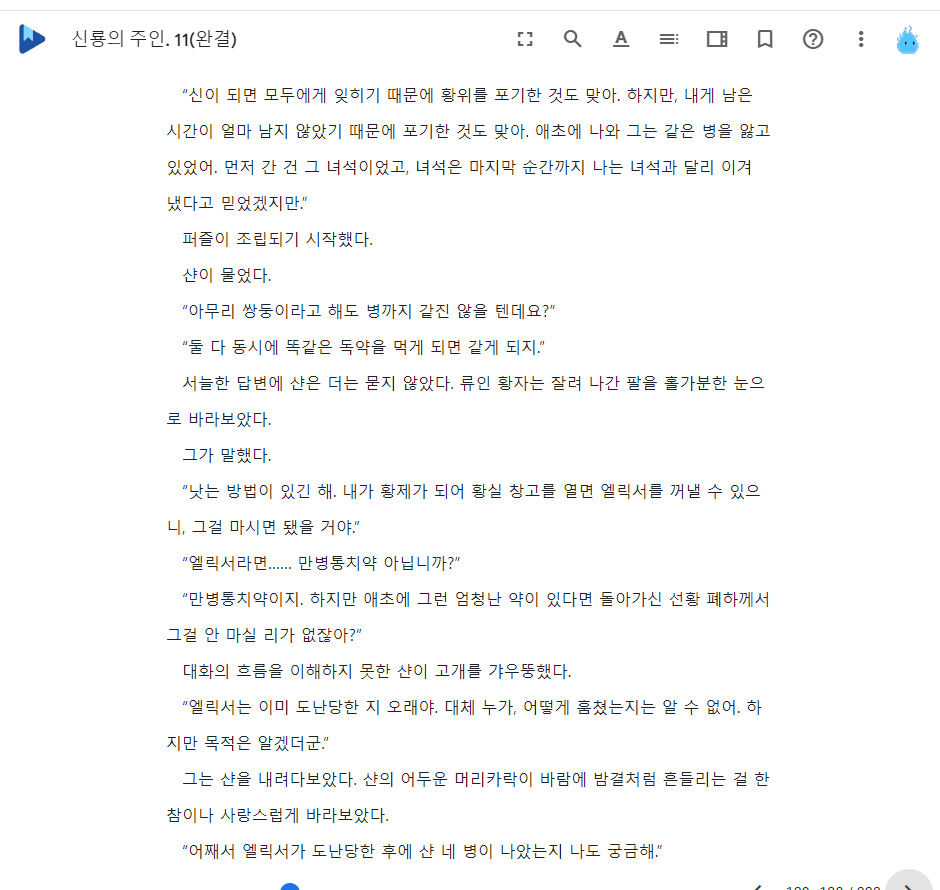 신룡의 주인. 11(완결)
“신이 되면 모두에게 잊히기 때문에 황위를 포기한 것도 맞아. 하지만, 내게 남은
시간이 얼마 남지 않았기 때문에 포기한 것도 맞아. 애초에 나와 그는 같은 병을 앓고
있었어. 먼저 간 건 그 녀석이었고, 녀석은 마지막 순간까지 나는 녀석과 달리 이겨
냈다고 믿었겠지만.”
퍼즐이 조립되기 시작했다.
샨이 물었다.
“아무리 쌍둥이라고 해도 병까지 같진 않을 텐데요?”
“둘 다 동시에 똑같은 독약을 먹게 되면 같게 되지.”
서늘한 답변에 샨은 더는 묻지 않았다. 류인 황자는 잘려 나간 팔을 홀가분한 눈으
로 바라보았다.
그가 말했다.
“낫는 방법이 있긴 해. 내가 황제가 되어 황실 창고를 열면 엘릭서를 꺼낼 수 있으
니, 그걸 마시면 됐을 거야.”
“엘릭서라면...... 만병통치약 아닙니까?”
“만병통치약이지. 하지만 애초에 그런 엄청난 약이 있다면 돌아가신 선황 폐하께서
그걸 안 마실 리가 없잖아?”
대화의 흐름을 이해하지 못한 샨이 고개를 갸우뚱했다.
“엘릭서는 이미 도난당한 지 오래야. 대체 누가, 어떻게 훔쳤는지는 알 수 없어. 하
지만 목적은 알겠더군.”
그는 샨을 내려다보았다. 샨의 어두운 머리카락이 바람에 밤결처럼 흔들리는 걸 한
참이나 사랑스럽게 바라보았다.
“어째서 엘릭서가 도난당한 후에 샨 네 병이 나았는지 나도 궁금해.”